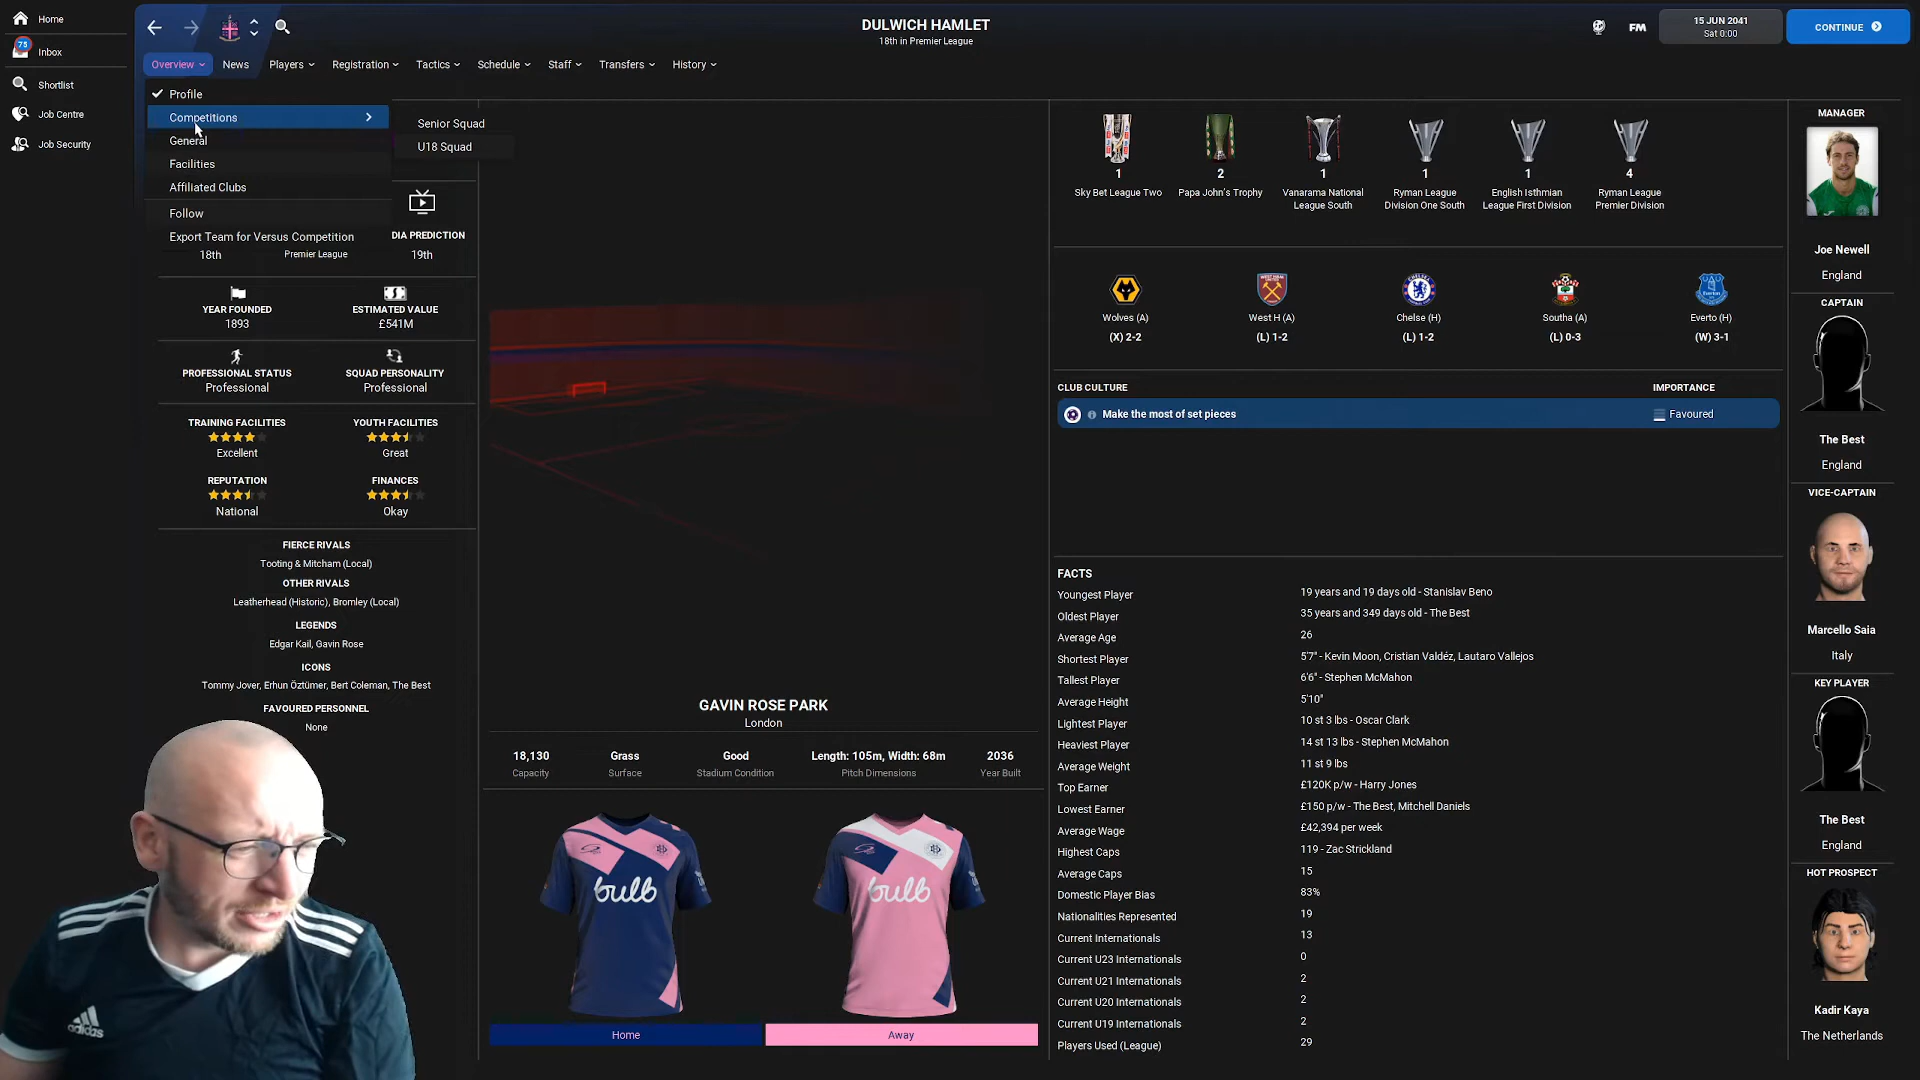 Home
75
Inbox
Shortlist
Job Centre
Job Security
DULWICH HAMLET
18th in Premier League
FM
15 JUN 2041
Sat 0:00
CONTINUE
Overview
News
Players
Registration
Tactics
Schedule
Staff
Transfers
History
Profile
Competitions
General
Facilities
Affiliated Clubs
Follow
Export Team for Versus Competition
Senior Squad
U18 Squad
DIA PREDICTION
18th
Premier League
19th
YEAR FOUNDED
1893
ESTIMATED VALUE
£541M
PROFESSIONAL STATUS
Professional
SQUAD PERSONALITY
Professional
TRAINING FACILITIES
Excellent
YOUTH FACILITIES
Great
REPUTATION
National
FINANCES
Okay
FIERCE RIVALS
Tooting & Mitcham (Local)
OTHER RIVALS
Leatherhead (Historic), Bromley (Local)
LEGENDS
Edgar Kail, Gavin Rose
ICONS
Tommy Jover, Erhun Öztümer, Bert Coleman, The Best
FAVOURED PERSONNEL
None
adidas
GAVIN ROSE PARK
London
18,130
Capacity
Grass
Surface
Good
Stadium Condition
Length: 105m, Width: 68m
Pitch Dimensions
2036
Year Built
bulb
bulb
Home
Away
1
Sky Bet League Two
2
Papa John's Trophy
1
Vanarama National
League South
1
Ryman League
Division One South
1
English Isthmian
League First Division
4
Ryman League
Premier Division
Wolves (A)
(X) 2-2
West H (A)
(L) 1-2
Chelse (H)
(L) 1-2
Southa (A)
(L) 0-3
Everto (H)
(W) 3-1
CLUB CULTURE
IMPORTANCE
Make the most of set pieces
Favoured
FACTS
Youngest Player
19 years and 19 days old - Stanislav Beno
Oldest Player
35 years and 349 days old - The Best
Average Age
26
Shortest Player
5'7" - Kevin Moon, Cristian Valdéz, Lautaro Vallejos
Tallest Player
6'6" - Stephen McMahon
Average Height
5'10"
Lightest Player
10 st 3 lbs - Oscar Clark
Heaviest Player
14 st 13 lbs - Stephen McMahon
Average Weight
11 st 9 lbs
Top Earner
£120K p/w - Harry Jones
Lowest Earner
£150 p/w - The Best, Mitchell Daniels
Average Wage
£42,394 per week
Highest Caps
119 - Zac Strickland
Average Caps
15
Domestic Player Bias
83%
Nationalities Represented
19
Current Internationals
13
Current U23 Internationals
0
Current U21 Internationals
2
Current U20 Internationals
2
Current U19 Internationals
2
Players Used (League)
29
MANAGER
Joe Newell
England
CAPTAIN
The Best
England
VICE-CAPTAIN
Marcello Saia
Italy
KEY PLAYER
The Best
England
HOT PROSPECT
Kadir Kaya
The Netherlands